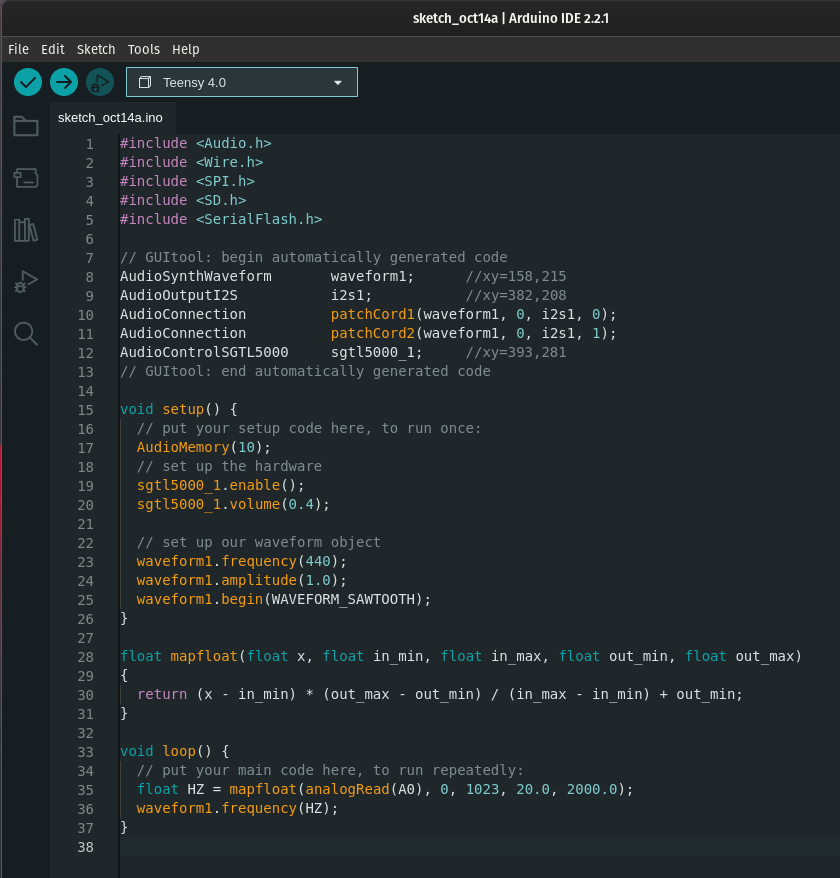 sketch_oct14a | Arduino IDE 2.2.1
File Edit Sketch Tools Help
Teensy 4.0
sketch_oct14a.ino
1 #include <Audio.h>
2 #include <Wire.h>
3 #include <SPI.h>
4 #include <SD.h>
5 #include <SerialFlash.h>
6
7 // GUItool: begin automatically generated code
8 AudioSynthWaveform       waveform1;      //xy=158,215
9 AudioOutputI2S           i2s1;           //xy=382,208
10 AudioConnection          patchCord1(waveform1, 0, i2s1, 0);
11 AudioConnection          patchCord2(waveform1, 0, i2s1, 1);
12 AudioControlSGTL5000     sgtl5000_1;     //xy=393,281
13 // GUItool: end automatically generated code
14
15 void setup() {
16   // put your setup code here, to run once:
17   AudioMemory(10);
18   // set up the hardware
19   sgtl5000_1.enable();
20   sgtl5000_1.volume(0.4);
21
22   // set up our waveform object
23   waveform1.frequency(440);
24   waveform1.amplitude(1.0);
25   waveform1.begin(WAVEFORM_SAWTOOTH);
26 }
27
28 float mapfloat(float x, float in_min, float in_max, float out_min, float out_max)
29 {
30   return (x - in_min) * (out_max - out_min) / (in_max - in_min) + out_min;
31 }
32
33 void loop() {
34   // put your main code here, to run repeatedly:
35   float HZ = mapfloat(analogRead(A0), 0, 1023, 20.0, 2000.0);
36   waveform1.frequency(HZ);
37 }
38